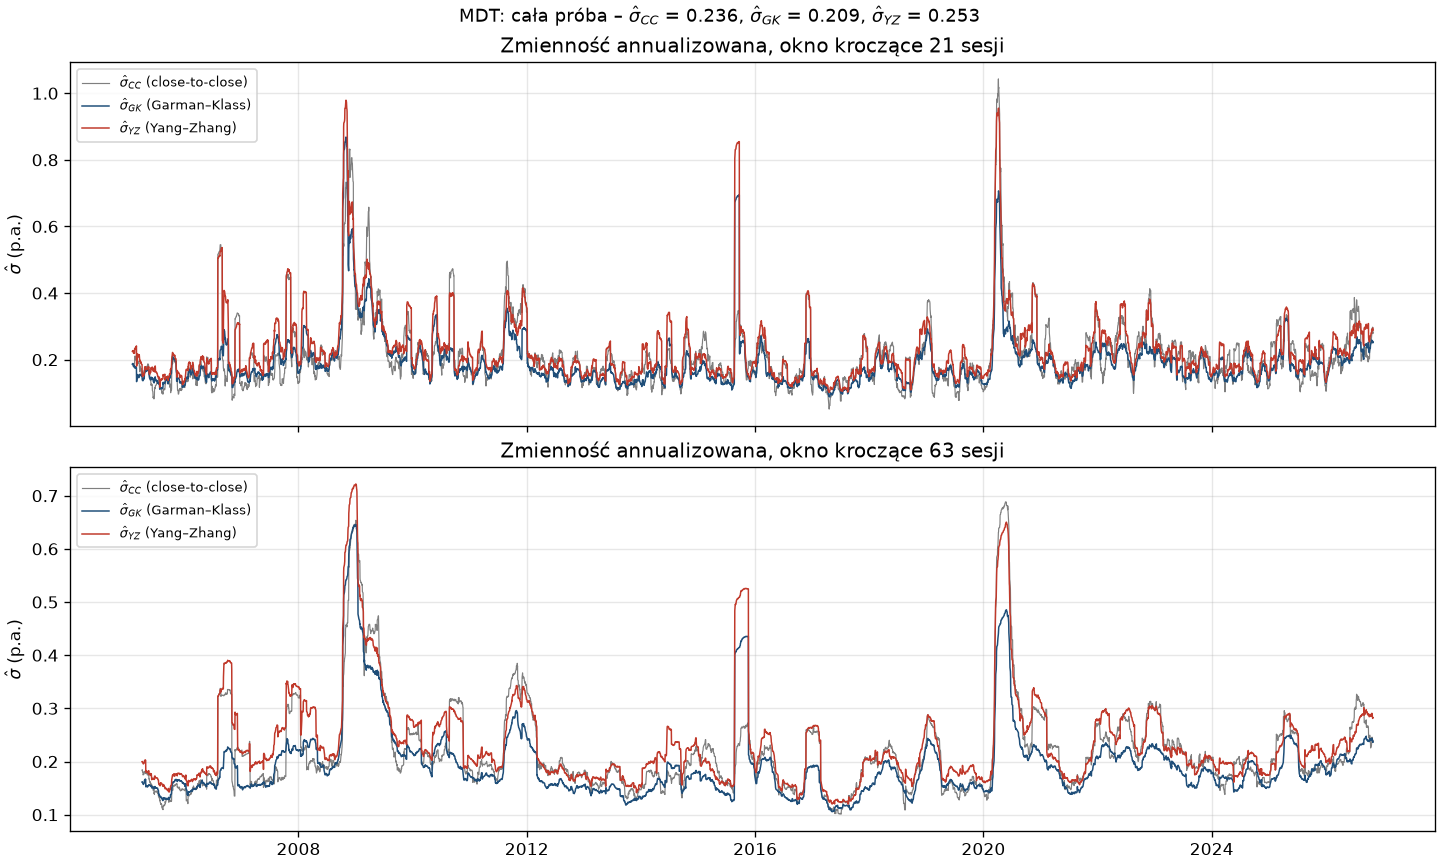 MDT: cała próba – σ̂CC = 0.236, σ̂GK = 0.209, σ̂YZ = 0.253
Zmienność annualizowana, okno kroczące 21 sesji
σ̂CC (close-to-close)
σ̂GK (Garman–Klass)
σ̂YZ (Yang–Zhang)
1.0
0.8
0.6
0.4
0.2
σ̂ (p.a.)
Zmienność annualizowana, okno kroczące 63 sesji
σ̂CC (close-to-close)
σ̂GK (Garman–Klass)
σ̂YZ (Yang–Zhang)
0.7
0.6
0.5
0.4
0.3
0.2
0.1
σ̂ (p.a.)
2008 2012 2016 2020 2024